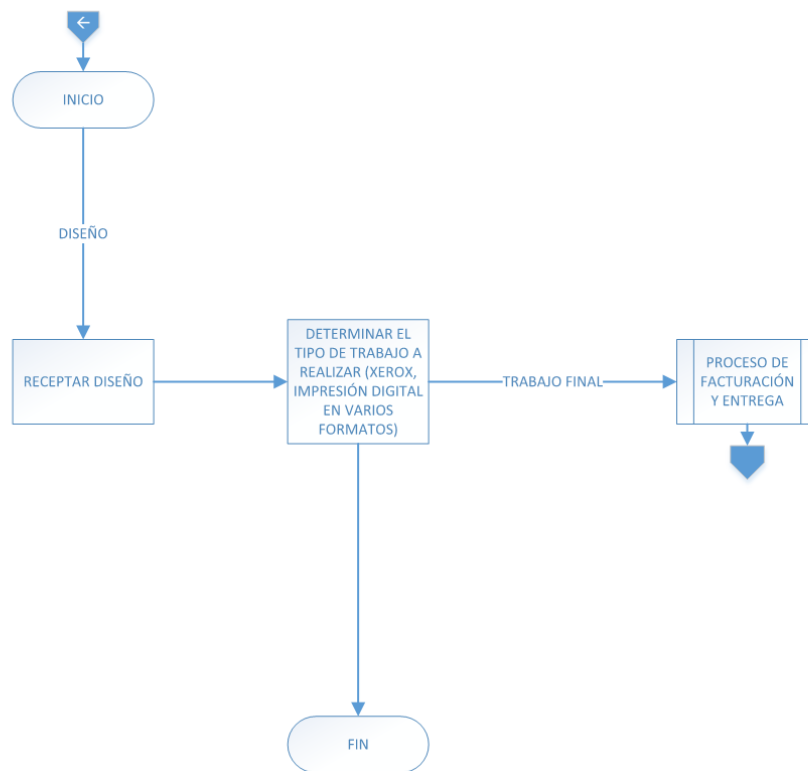 INICIO
DISEÑO
RECEPTAR DISEÑO
DETERMINAR EL
TIPO DE TRABAJO A
REALIZAR (XEROX,
IMPRESIÓN DIGITAL
EN VARIOS
FORMATOS)
TRABAJO FINAL
PROCESO DE
FACTURACIÓN
Y ENTREGA
FIN